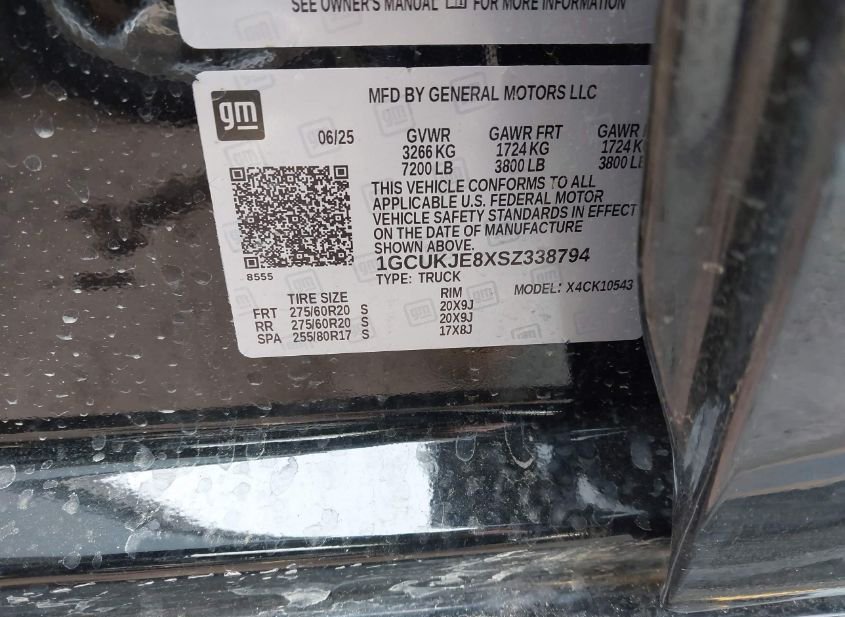 SEE OWNER'S MANUAL FOR MORE INFORMATION
gm
MFD BY GENERAL MOTORS LLC
06/25 GVWR GAWR FRT GAWR
3266 KG 1724 KG 1724 K
7200 LB 3800 LB 3800 L
THIS VEHICLE CONFORMS TO ALL
APPLICABLE U.S. FEDERAL MOTOR
VEHICLE SAFETY STANDARDS IN EFFECT
ON THE DATE OF MANUFACTURE
SHOWN ABOVE.
1GCUKJE8XSZ338794
8555 TYPE: TRUCK MODEL: X4CK10543
TIRE SIZE RIM
FRT 275/60R20 S 20X9J
RR 275/60R20 S 20X9J
SPA 255/80R17 S 17X8J